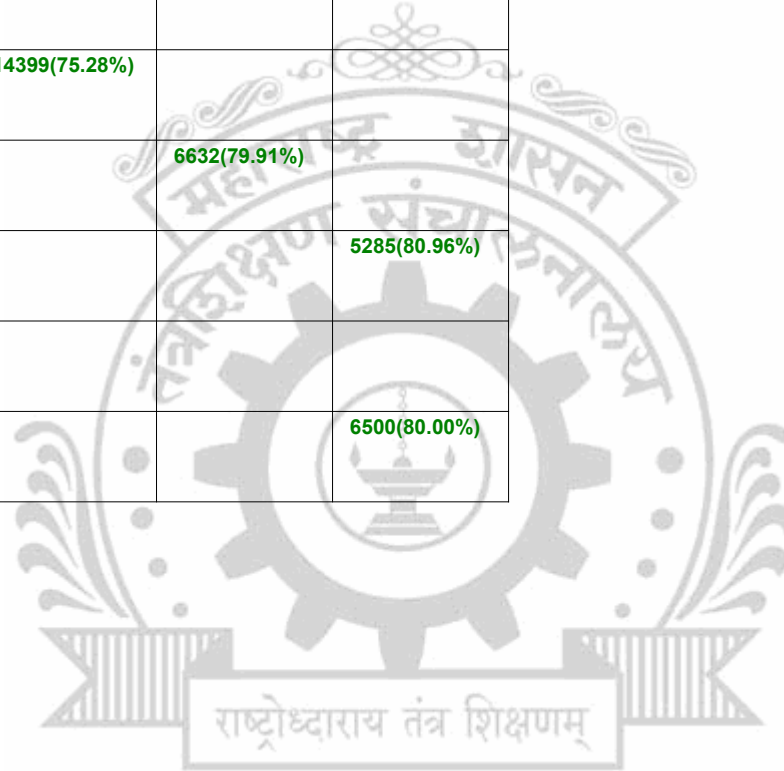 4399(75.28%)
6632(79.91%)
5285(80.96%)
6500(80.00%)
महाराष्ट्र शासन
तंत्रशिक्षण संचालनालय
राष्ट्रोध्दाराय तंत्र शिक्षणम्